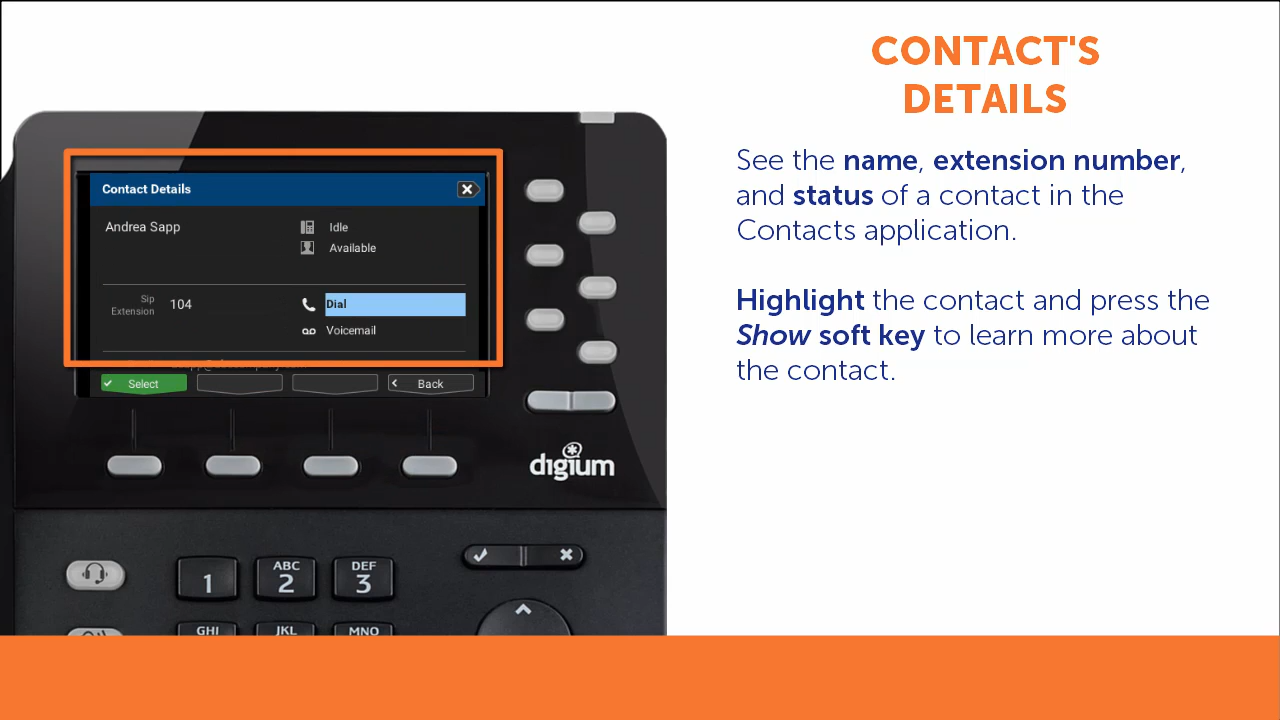 CONTACT'S
DETAILS
See the name, extension number,
and status of a contact in the
Contacts application.
Highlight the contact and press the
Show soft key to learn more about
the contact.
Contact Details
Andrea Sapp
Idle
Available
Sip
Extension
104
Dial
Voicemail
Select
Back
digium
1
ABC
2
DEF
3
GHI
JKL
MNO